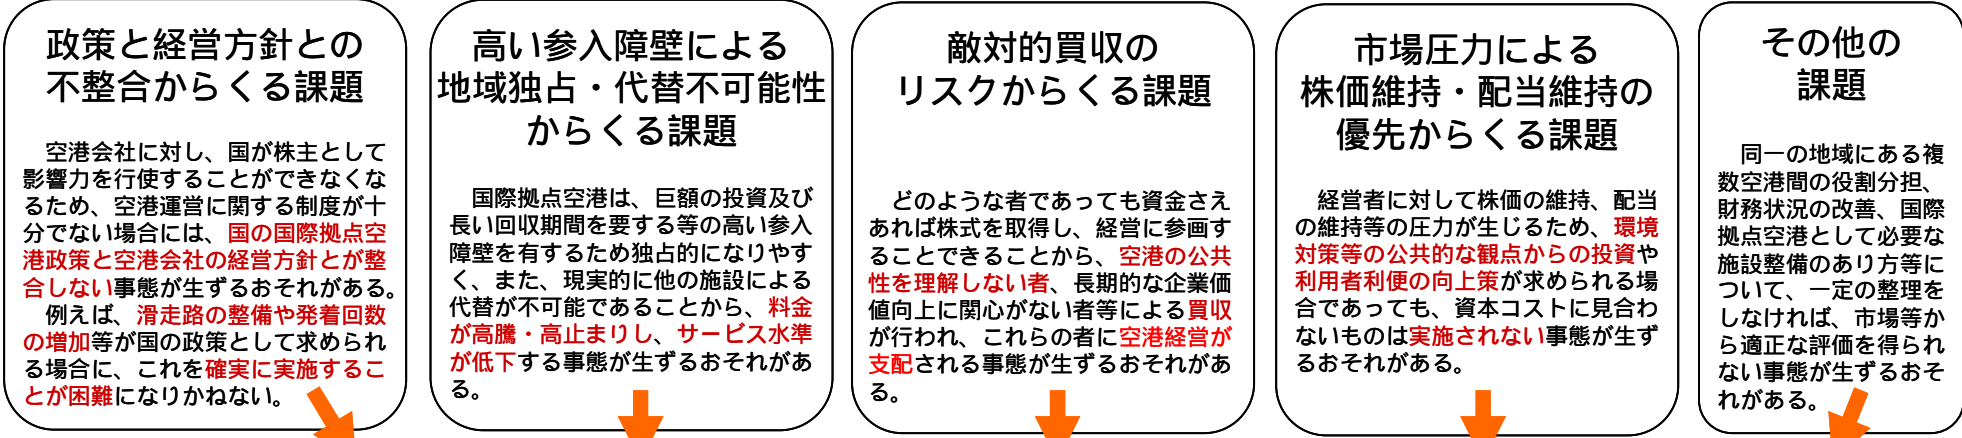 政策と経営方針との
不整合からくる課題
　空港会社に対し、国が株主として
影響力を行使することができなくな
るため、空港運営に関する制度が十
分でない場合には、国の国際拠点空
港政策と空港会社の経営方針とが整
合しない事態が生ずるおそれがある。
　例えば、滑走路の整備や発着回数
の増加等が国の政策として求められ
る場合に、これを確実に実施するこ
とが困難になりかねない。
高い参入障壁による
地域独占・代替不可能性
からくる課題
　国際拠点空港は、巨額の投資及び
長い回収期間を要する等の高い参入
障壁を有するため独占的になりやす
く、また、現実的に他の施設による
代替が不可能であることから、料金
が高騰・高止まりし、サービス水準
が低下する事態が生ずるおそれがあ
る。
敵対的買収の
リスクからくる課題
　どのような者であっても資金さえ
あれば株式を取得し、経営に参画す
ることできることから、空港の公共
性を理解しない者、長期的な企業価
値向上に関心がない者等による買収
が行われ、これらの者に空港経営が
支配される事態が生ずるおそれがあ
る。
市場圧力による
株価維持・配当維持の
優先からくる課題
　経営者に対して株価の維持、配当
の維持等の圧力が生じるため、環境
対策等の公共的な観点からの投資や
利用者利便の向上策が求められる場
合であっても、資本コストに見合わ
ないものは実施されない事態が生ず
るおそれがある。
その他の
課題
　同一の地域にある複
数空港間の役割分担、
財務状況の改善、国際
拠点空港として必要な
施設整備のあり方等に
ついて、一定の整理を
しなければ、市場等か
ら適正な評価を得られ
ない事態が生ずるおそ
れがある。